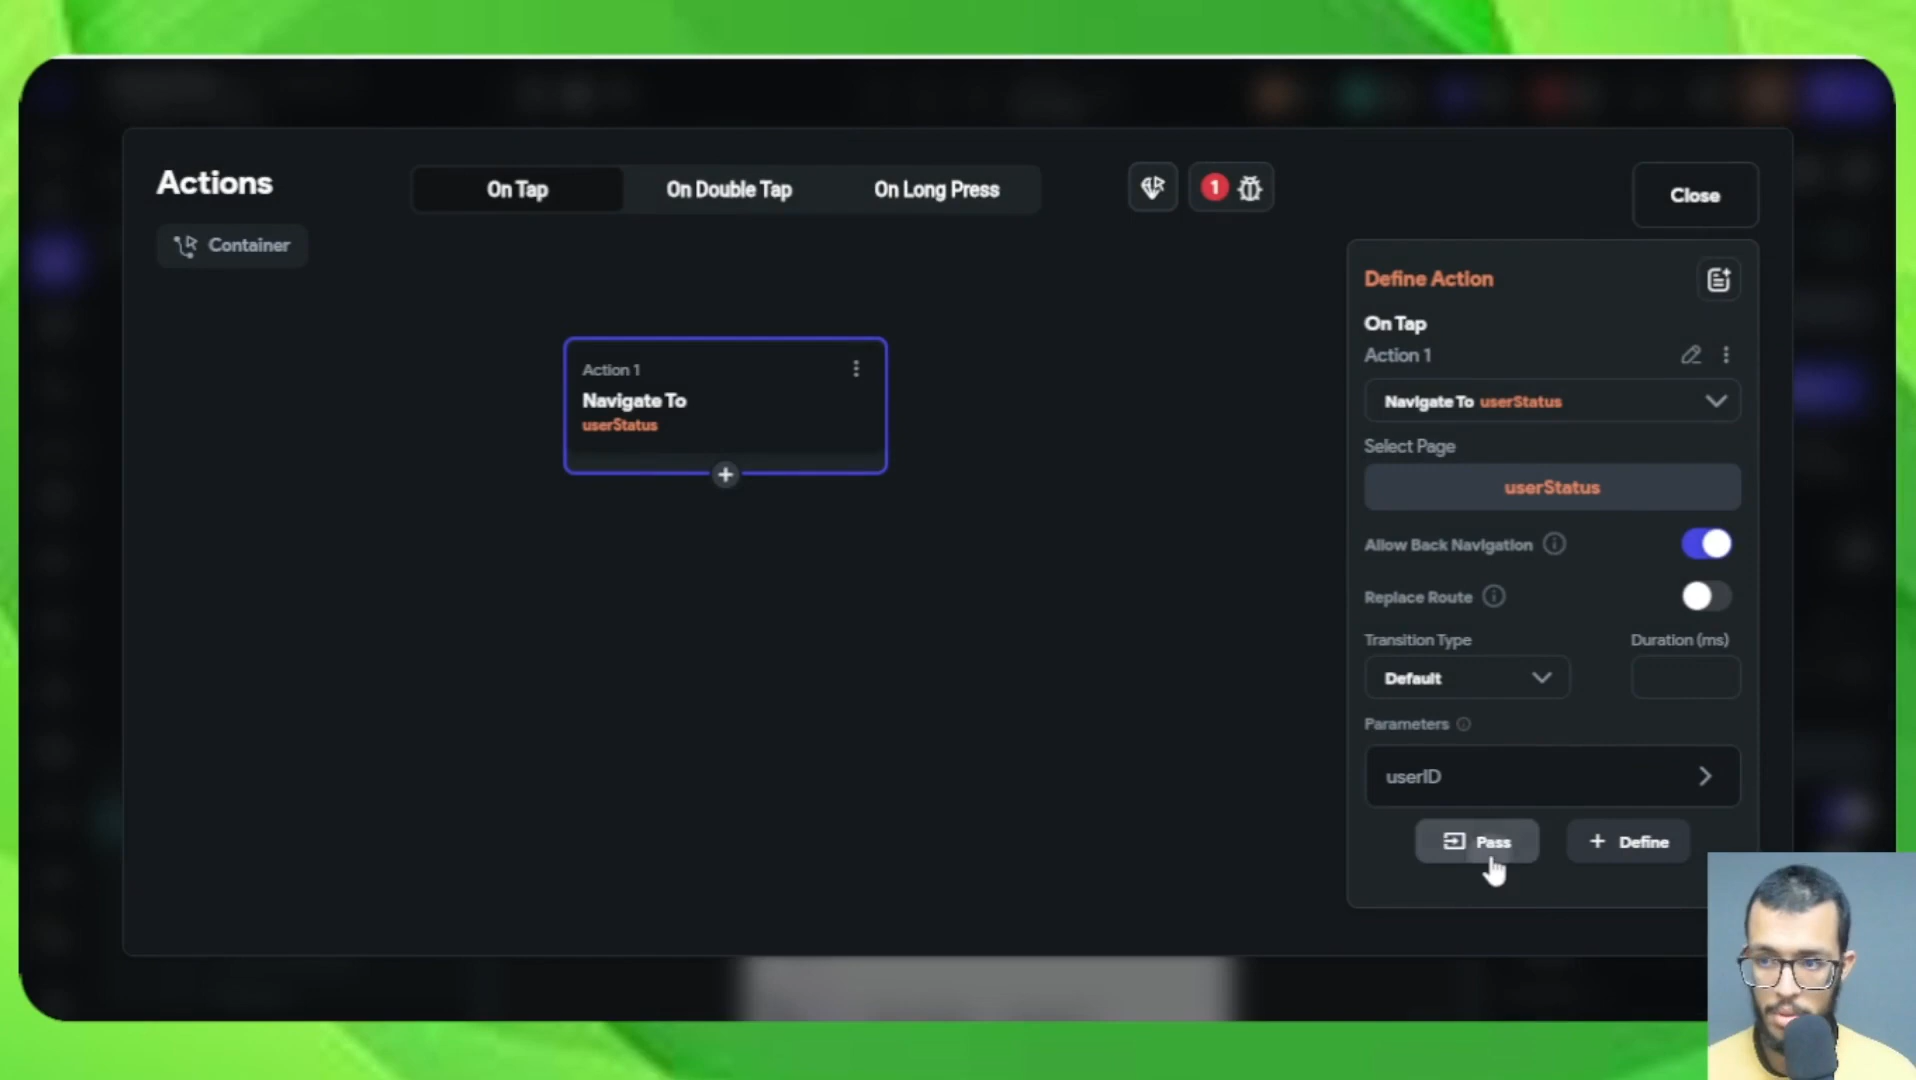 Actions
On Tap
On Double Tap
On Long Press
1
Close
Container
Define Action
On Tap
Action 1
Navigate To userStatus
Select Page
userStatus
Allow Back Navigation
Replace Route
Transition Type
Duration (ms)
Default
Parameters
userID
Pass
+ Define
Action 1
Navigate To
userStatus